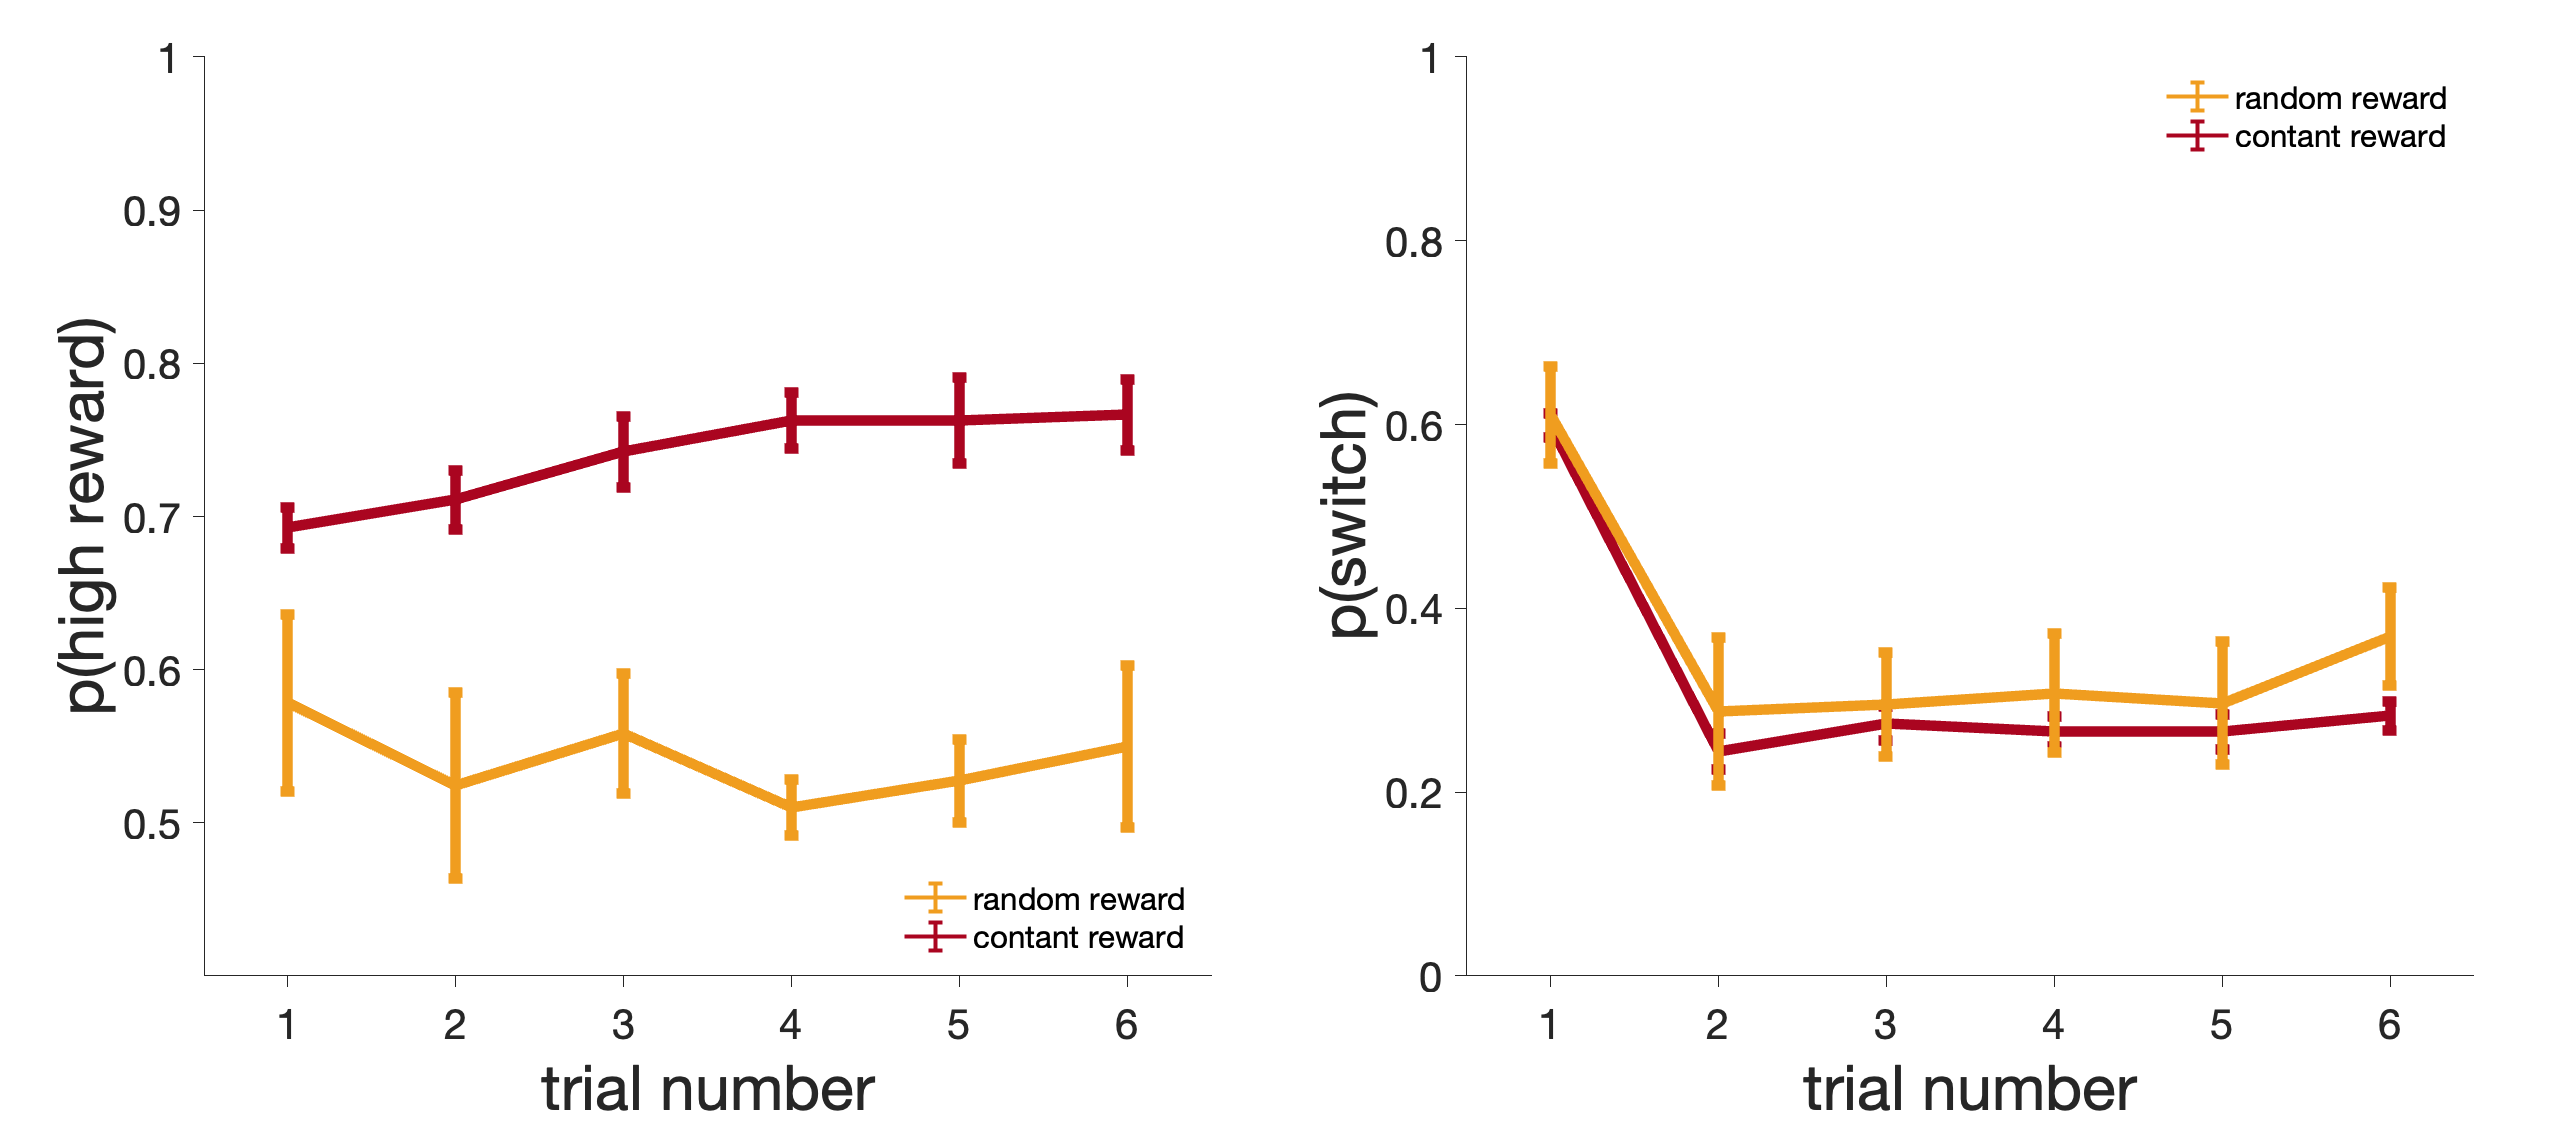 1
0.9
0.8
0.7
0.6
0.5
p(high reward)
random reward
contant reward
1 2 3 4 5 6
trial number
1
0.8
0.6
0.4
0.2
0
p(switch)
random reward
contant reward
1 2 3 4 5 6
trial number